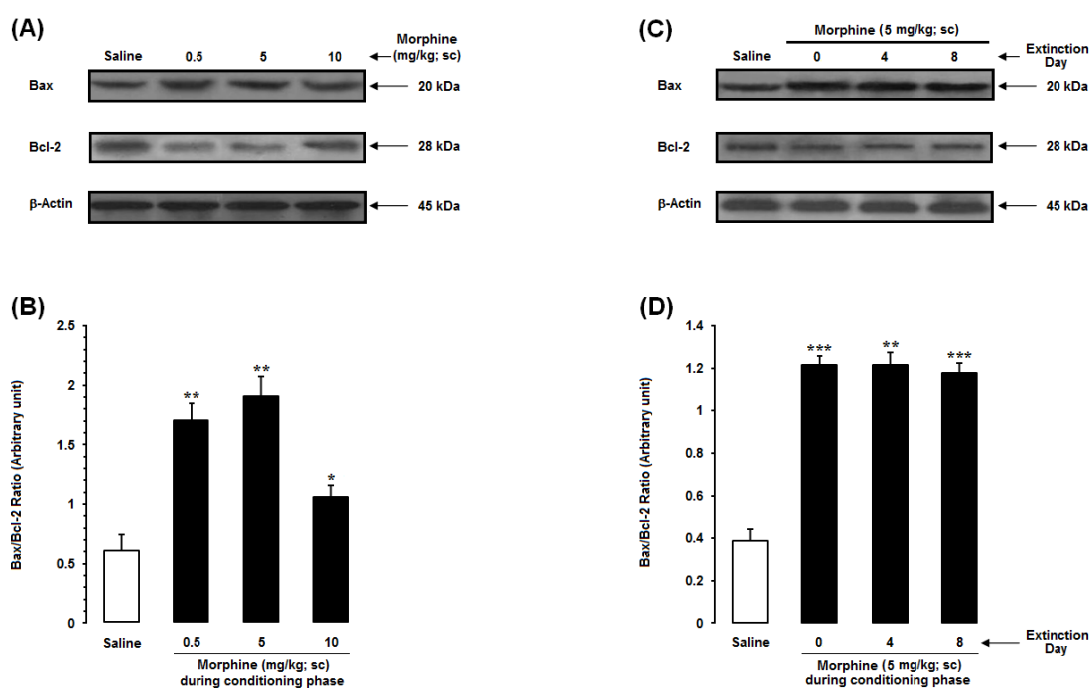 (A)
Morphine
(mg/kg; sc)
Saline 0.5 5 10
Bax
20 kDa
Bcl-2
28 kDa
β-Actin
45 kDa
(C)
Morphine (5 mg/kg; sc)
Saline 0 4 8
Extinction
Day
Bax
20 kDa
Bcl-2
28 kDa
β-Actin
45 kDa
(B)
Bax/Bcl-2 Ratio (Arbitrary unit)
2.5
2
1.5
1
0.5
0
**
**
*
Saline 0.5 5 10
Morphine (mg/kg; sc)
during conditioning phase
(D)
Bax/Bcl-2 Ratio (Arbitrary unit)
1.4
1.2
1
0.8
0.6
0.4
0.2
0
***
**
***
Saline 0 4 8
Extinction
Day
Morphine (5 mg/kg; sc)
during conditioning phase